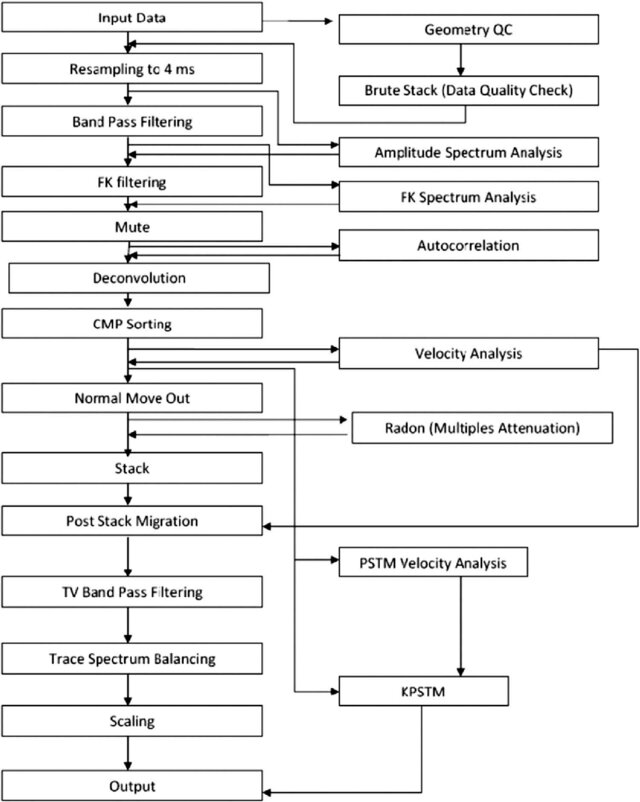 Input Data
Geometry QC
Resampling to 4 ms
Brute Stack (Data Quality Check)
Band Pass Filtering
Amplitude Spectrum Analysis
FK filtering
FK Spectrum Analysis
Mute
Autocorrelation
Deconvolution
CMP Sorting
Velocity Analysis
Normal Move Out
Radon (Multiples Attenuation)
Stack
Post Stack Migration
PSTM Velocity Analysis
TV Band Pass Filtering
Trace Spectrum Balancing
KPSTM
Scaling
Output